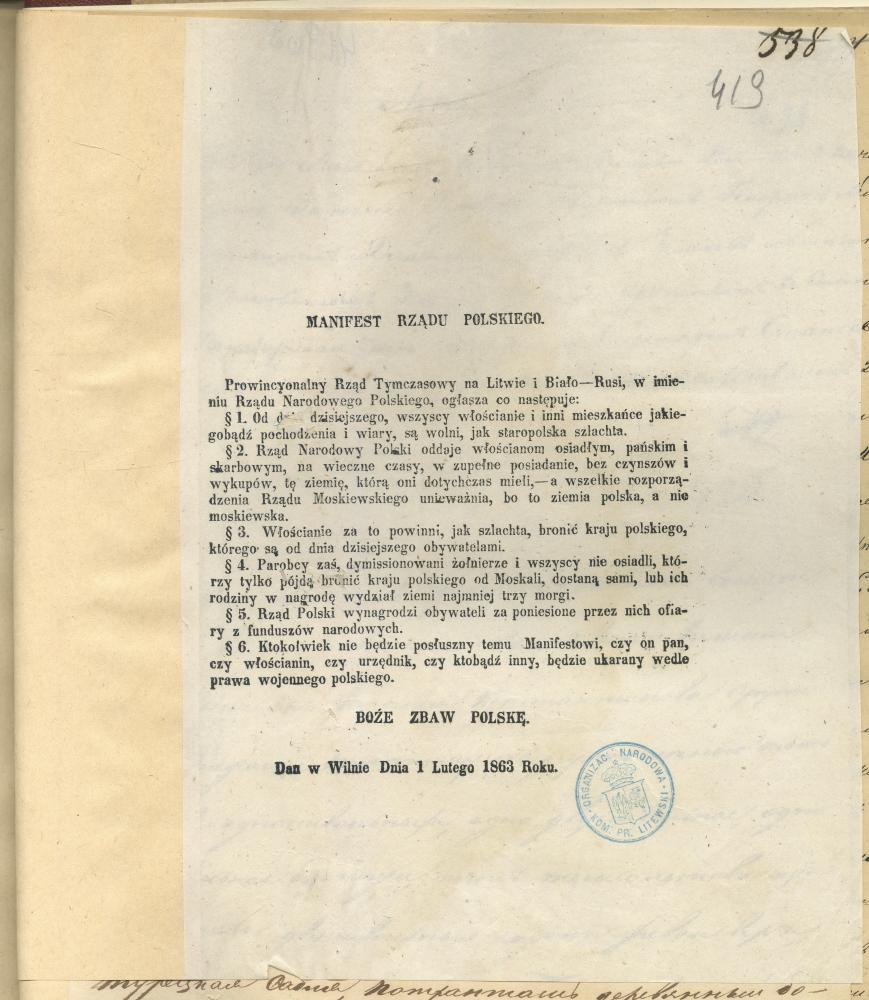 538
419
MANIFEST RZĄDU POLSKIEGO.
Prowincyonalny Rząd Tymczasowy na Litwie i Biało—Rusi, w imie-
niu Rządu Narodowego Polskiego, ogłasza co następuje:
§ 1. Od dnia dzisiejszego, wszyscy włościanie i inni mieszkańce jakie-
gobądź pochodzenia i wiary, są wolni, jak staropolska szlachta.
§ 2. Rząd Narodowy Polski oddaje włościanom osiadłym, pańskim i
skarbowym, na wieczne czasy, w zupełne posiadanie, bez czynszów i
wykupów, tę ziemię, którą oni dotychczas mieli,—a wszelkie rozporzą-
dzenia Rządu Moskiewskiego unieważnia, bo to ziemia polska, a nie
moskiewska.
§ 3. Włościanie za to powinni, jak szlachta, bronić kraju polskiego,
którego są od dnia dzisiejszego obywatelami.
§ 4. Parobcy zaś, dymissionowani żołnierze i wszyscy nie osiadli, któ-
rzy tylko pójdą bronić kraju polskiego od Moskali, dostaną sami, lub ich
rodziny w nagrodę wydział ziemi najmniej trzy morgi.
§ 5. Rząd Polski wynagrodzi obywateli za poniesione przez nich ofia-
ry z funduszów narodowych.
§ 6. Ktokolwiek nie będzie posłuszny temu Manifestowi, czy on pan,
czy włościanin, czy urzędnik, czy ktobądź inny, będzie ukarany wedle
prawa wojennego polskiego.
BOŻE ZBAW POLSKĘ.
Dan w Wilnie Dnia 1 Lutego 1863 Roku.
ORGANIZAC. NARODOWA
KOM. PR. LITEWSKI